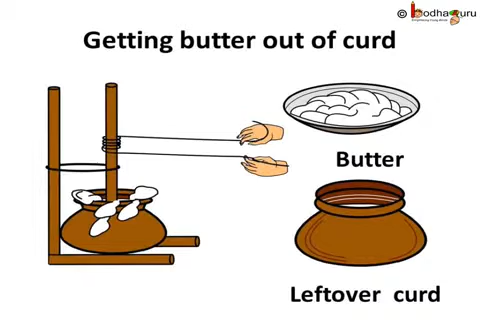 © bodhaguru
Getting butter out of curd
Butter
Leftover curd